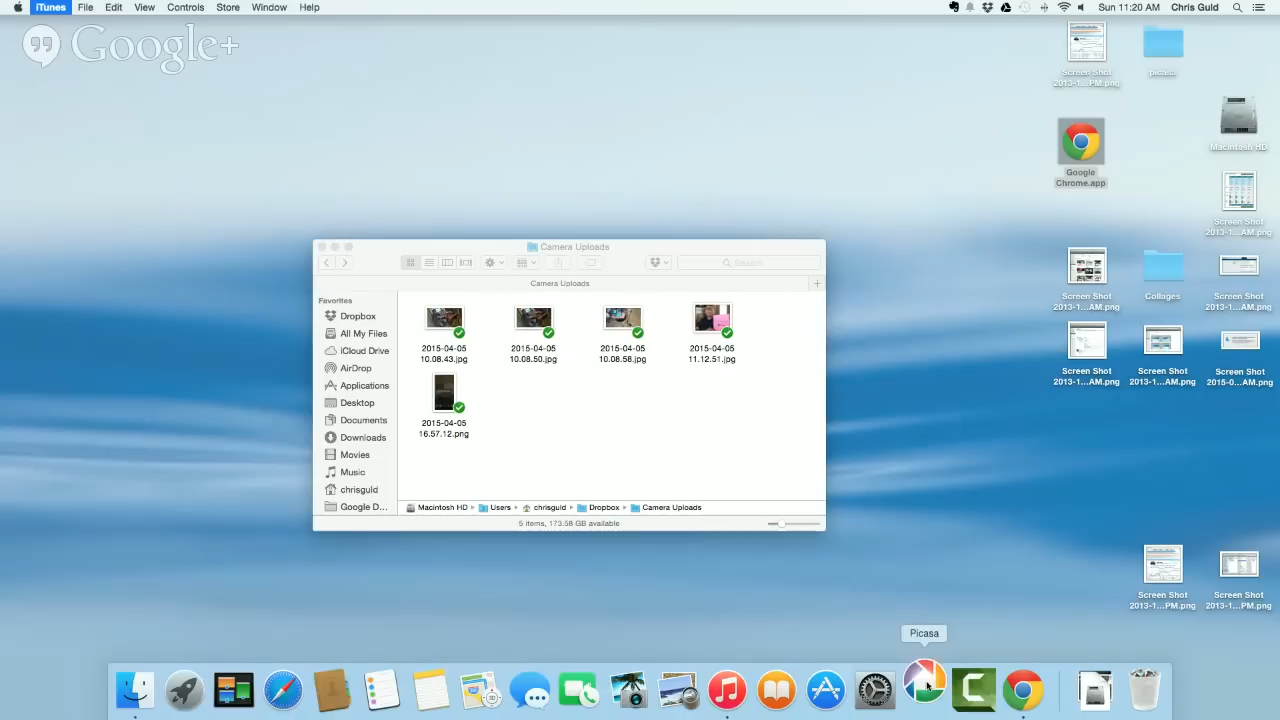 iTunes File Edit View Controls Store Window Help Sun 11:20 AM Chris Guld
Google+
Screen Shot
2013-1...PM.png
picasa
Google
Chrome.app
Macintosh HD
Screen Shot
2013-1...AM.png
Screen Shot
2013-1...AM.png
Collages
Screen Shot
2013-1...AM.png
Screen Shot
2013-1...AM.png
Screen Shot
2013-1...AM.png
Screen Shot
2015-0...AM.png
Screen Shot
2013-1...PM.png
Screen Shot
2013-1...PM.png
Camera Uploads
Search
Camera Uploads
Favorites
Dropbox
All My Files
iCloud Drive
AirDrop
Applications
Desktop
Documents
Downloads
Movies
Music
chrisguld
Google D...
2015-04-05
10.08.43.jpg
2015-04-05
10.08.50.jpg
2015-04-05
10.08.58.jpg
2015-04-05
11.12.51.jpg
2015-04-05
16.57.12.png
Macintosh HD Users chrisguld Dropbox Camera Uploads
5 items, 173.58 GB available
Picasa